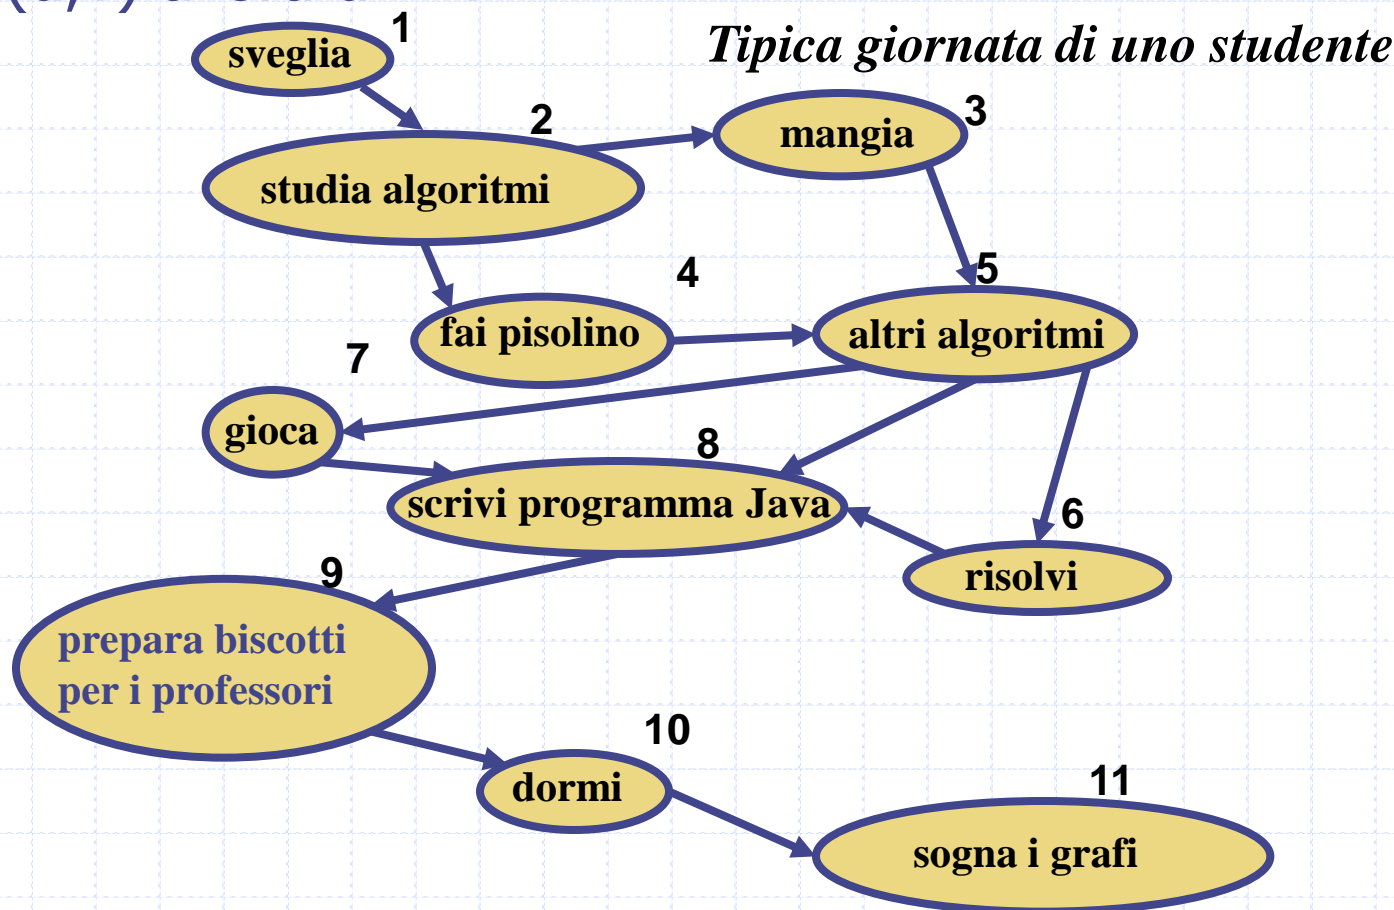 1
sveglia
Tipica giornata di uno studente
2
mangia
3
studia algoritmi
4
5
fai pisolino
altri algoritmi
7
gioca
8
scrivi programma Java
6
risolvi
9
prepara biscotti
per i professori
10
dormi
11
sogna i grafi